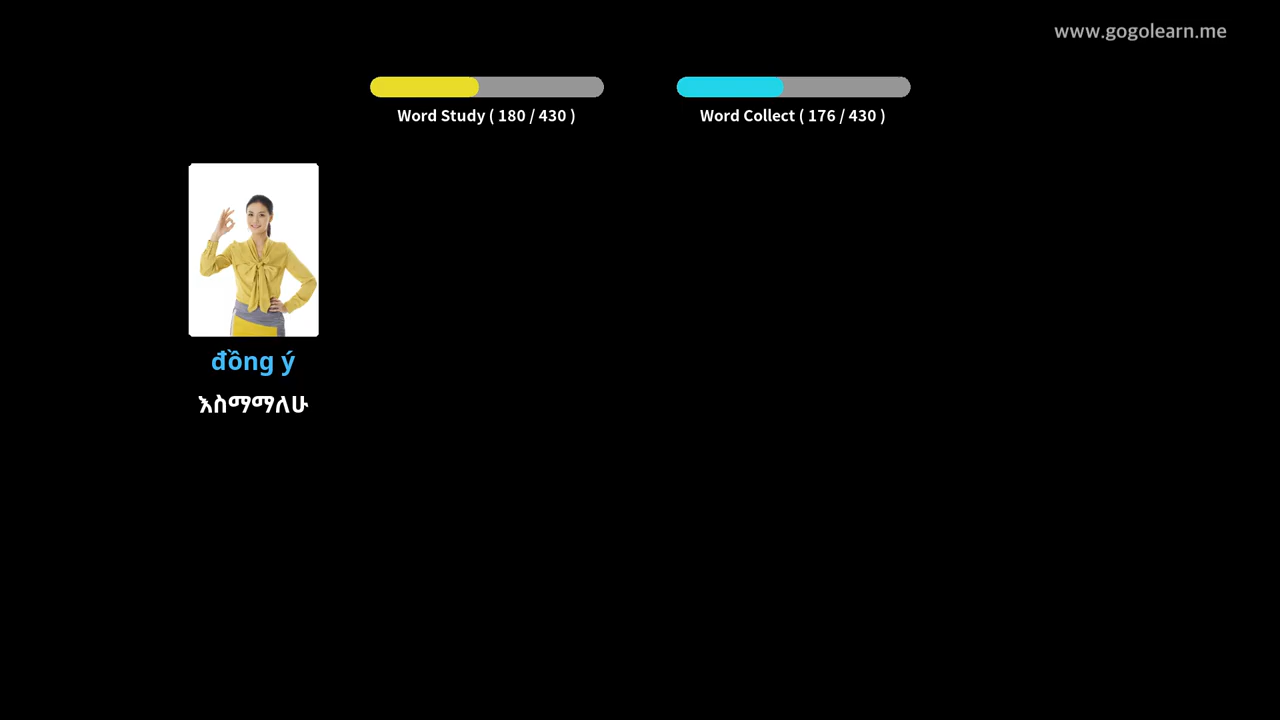 www.gogolearn.me
Word Study ( 180 / 430 )
Word Collect ( 176 / 430 )
đồng ý
እስማማለሁ